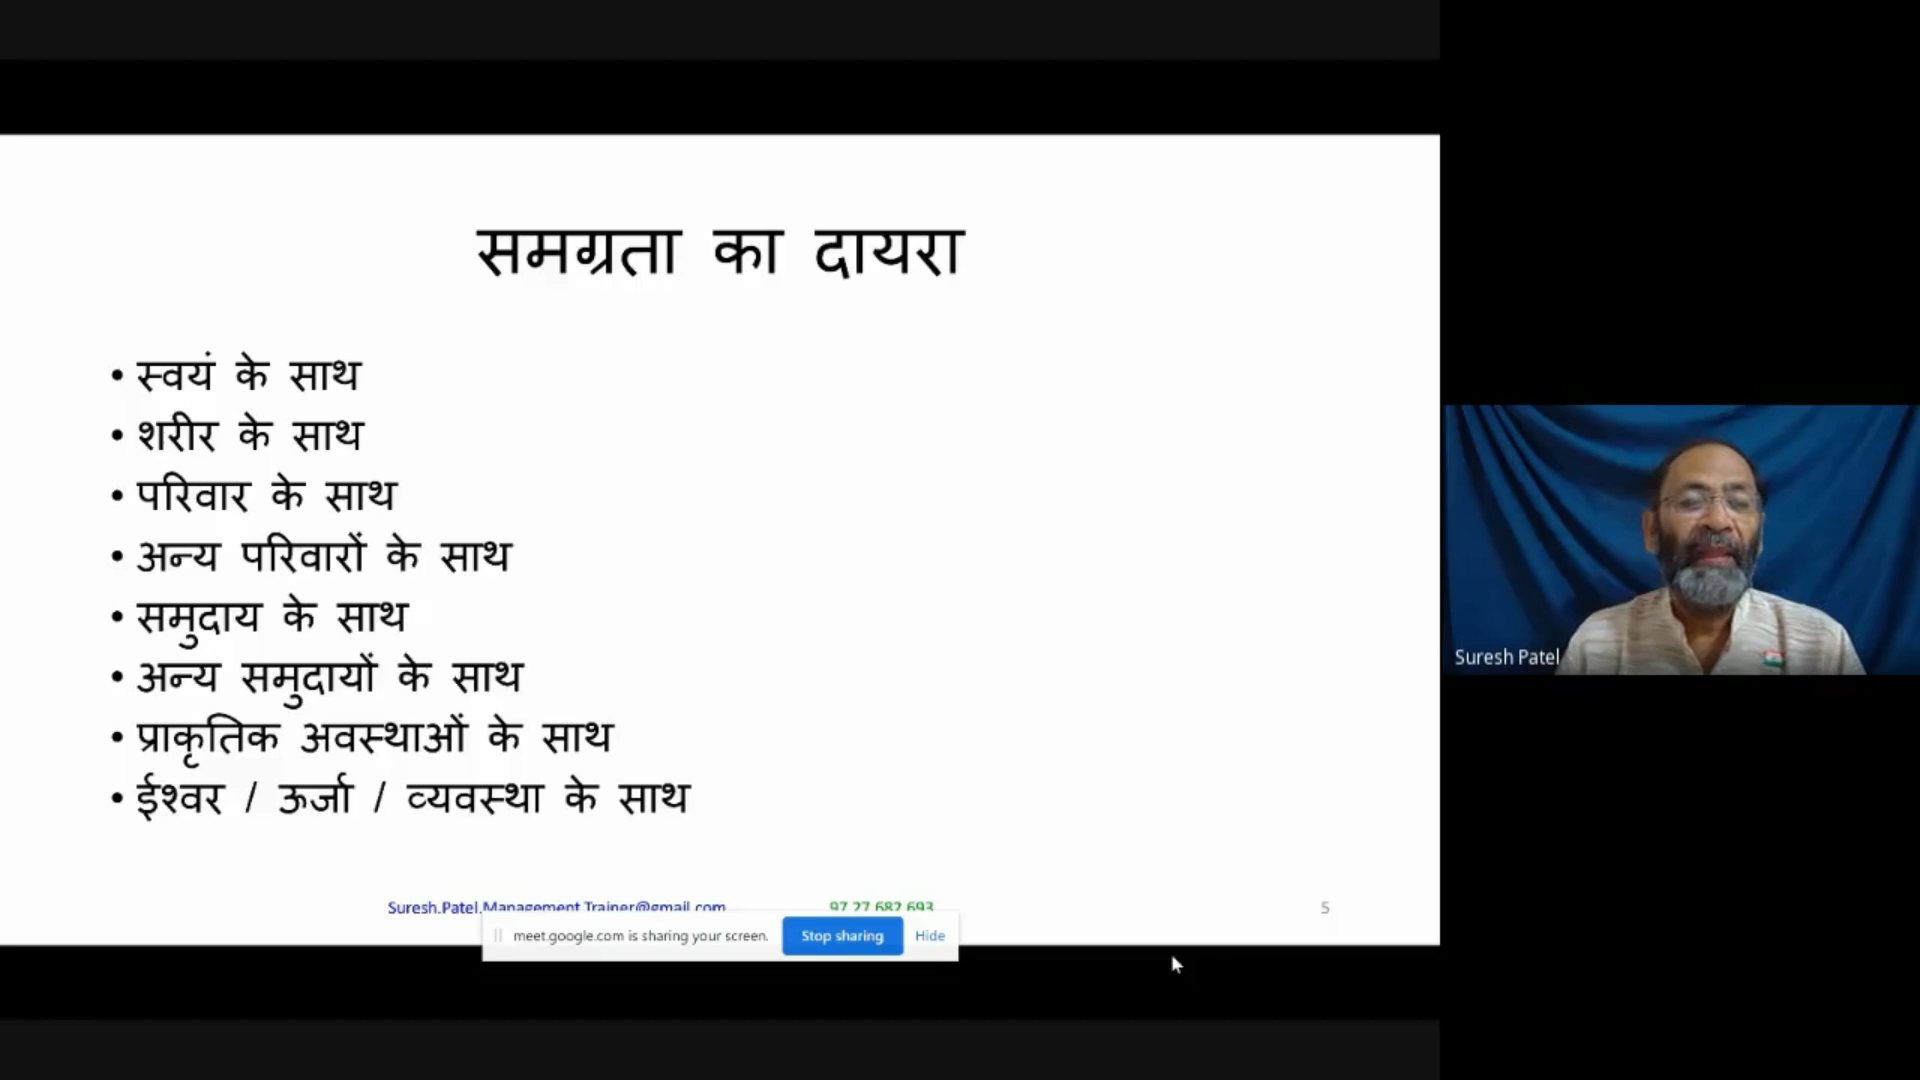 समग्रता का दायरा
• स्वयं के साथ
• शरीर के साथ
• परिवार के साथ
• अन्य परिवारों के साथ
• समुदाय के साथ
• अन्य समुदायों के साथ
• प्राकृतिक अवस्थाओं के साथ
• ईश्वर / ऊर्जा / व्यवस्था के साथ
Suresh.Patel.Management.Trainer@gmail.com 97 27 682 693 5
meet.google.com is sharing your screen. Stop sharing Hide
Suresh Patel